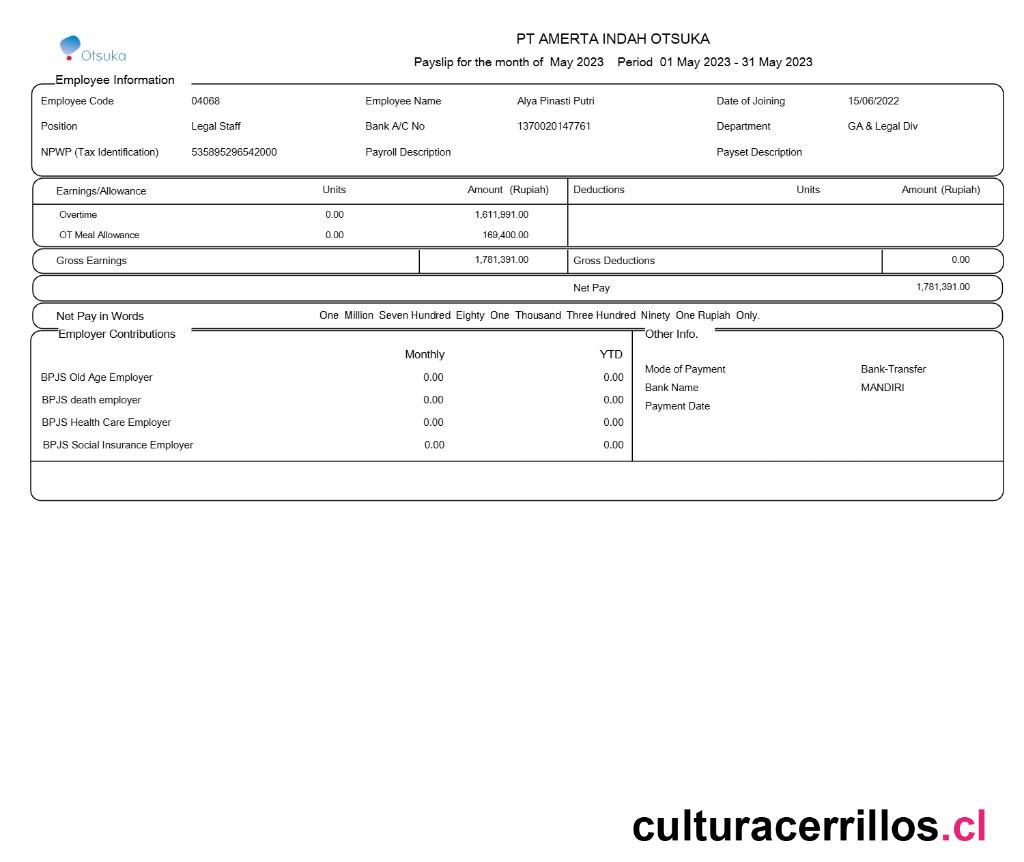 PT AMERTA INDAH OTSUKA
Otsuka
Payslip for the month of May 2023 Period 01 May 2023 - 31 May 2023
Employee Information
Employee Code 04068 Employee Name Alya Pinasti Putri Date of Joining 15/06/2022
Position Legal Staff Bank A/C No 1370020147761 Department GA & Legal Div
NPWP (Tax Identification) 535895296542000 Payroll Description Payset Description
Earnings/Allowance Units Amount (Rupiah) Deductions Units Amount (Rupiah)
Overtime 0.00 1,611,991.00
OT Meal Allowance 0.00 169,400.00
Gross Earnings 1,781,391.00 Gross Deductions 0.00
Net Pay 1,781,391.00
Net Pay in Words One Million Seven Hundred Eighty One Thousand Three Hundred Ninety One Rupiah Only.
Employer Contributions Other Info.
Monthly YTD
BPJS Old Age Employer 0.00 0.00
BPJS death employer 0.00 0.00
BPJS Health Care Employer 0.00 0.00
BPJS Social Insurance Employer 0.00 0.00
Mode of Payment Bank-Transfer
Bank Name MANDIRI
Payment Date
culturacerrillos.cl